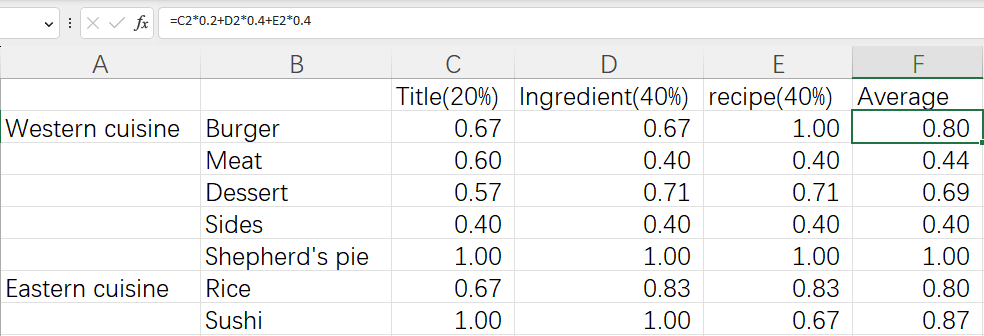 fx =C2*0.2+D2*0.4+E2*0.4
A B C D E F
Title(20%) Ingredient(40%) recipe(40%) Average
Western cuisine Burger 0.67 0.67 1.00 0.80
Meat 0.60 0.40 0.40 0.44
Dessert 0.57 0.71 0.71 0.69
Sides 0.40 0.40 0.40 0.40
Shepherd's pie 1.00 1.00 1.00 1.00
Eastern cuisine Rice 0.67 0.83 0.83 0.80
Sushi 1.00 1.00 0.67 0.87